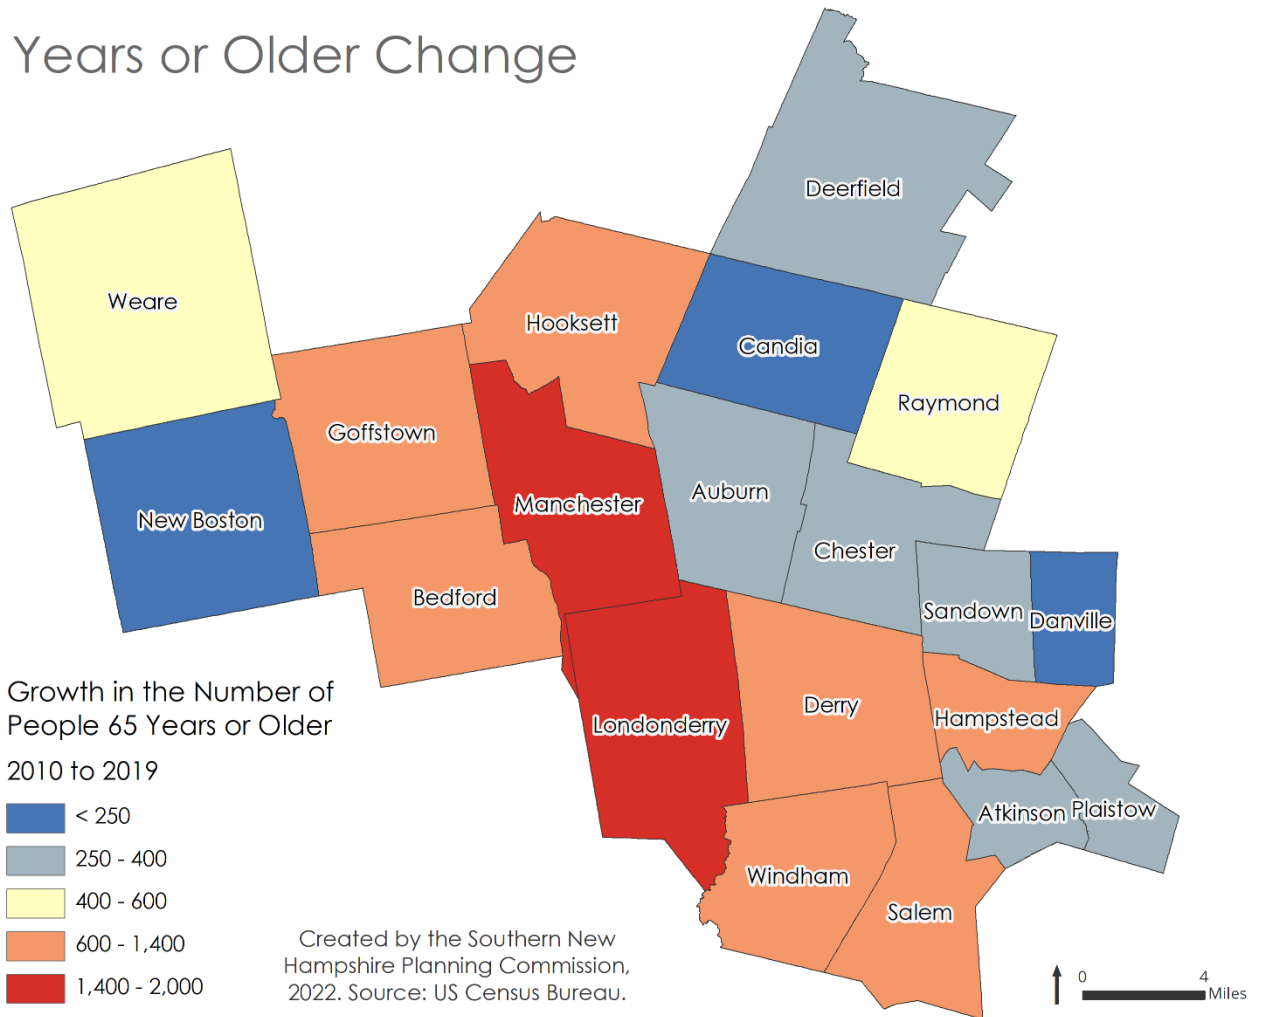 Years or Older Change
Deerfield
Weare
Hooksett
Candia
Raymond
Goffstown
Manchester
Auburn
New Boston
Chester
Bedford
Sandown
Danville
Derry
Hampstead
Londonderry
Atkinson
Plaistow
Windham
Salem
Growth in the Number of
People 65 Years or Older
2010 to 2019
< 250
250 - 400
400 - 600
600 - 1,400
1,400 - 2,000
Created by the Southern New
Hampshire Planning Commission,
2022. Source: US Census Bureau.
0 4
Miles